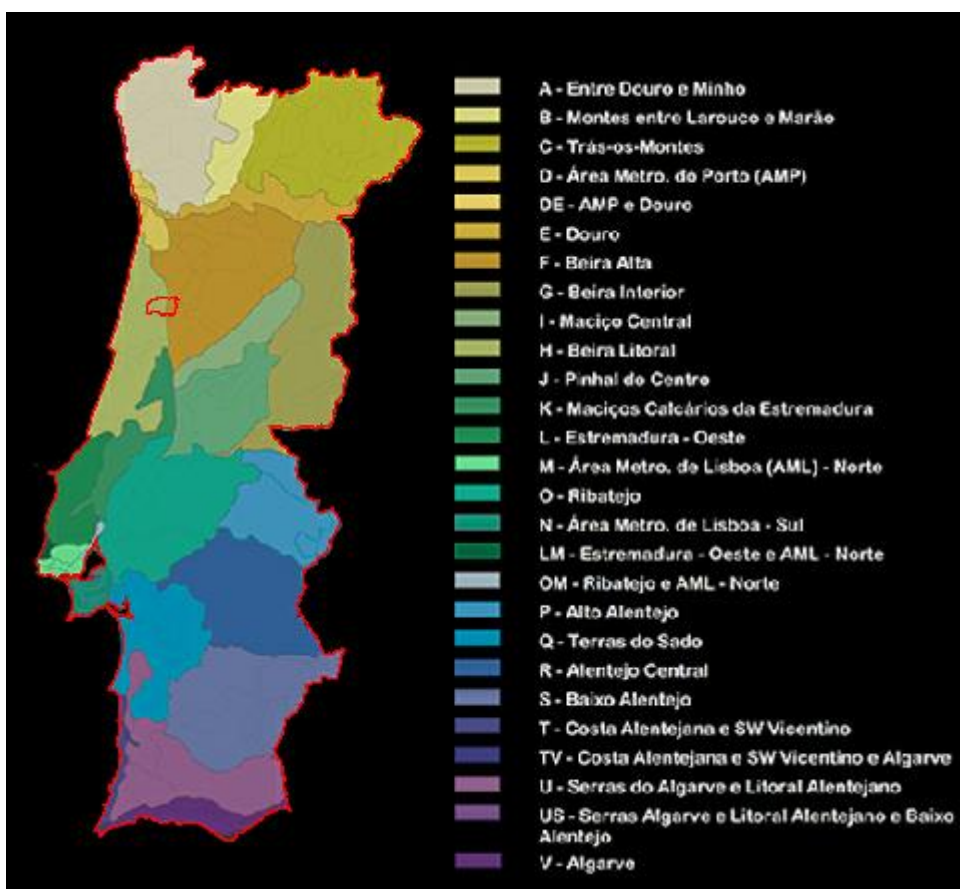 A - Entre Douro e Minho
B - Montes entre Larouco e Marão
C - Trás-os-Montes
D - Área Metro. do Porto (AMP)
DE - AMP e Douro
E - Douro
F - Beira Alta
G - Beira Interior
I - Maciço Central
H - Beira Litoral
J - Pinhal do Centro
K - Maciços Calcários da Estremadura
L - Estremadura - Oeste
M - Área Metro. de Lisboa (AML) - Norte
O - Ribatejo
N - Área Metro. de Lisboa - Sul
LM - Estremadura - Oeste e AML - Norte
OM - Ribatejo e AML - Norte
P - Alto Alentejo
Q - Terras do Sado
R - Alentejo Central
S - Baixo Alentejo
T - Costa Alentejana e SW Vicentino
TV - Costa Alentejana e SW Vicentino e Algarve
U - Serras do Algarve e Litoral Alentejano
US - Serras Algarve e Litoral Alentejano e Baixo
Alentejo
V - Algarve